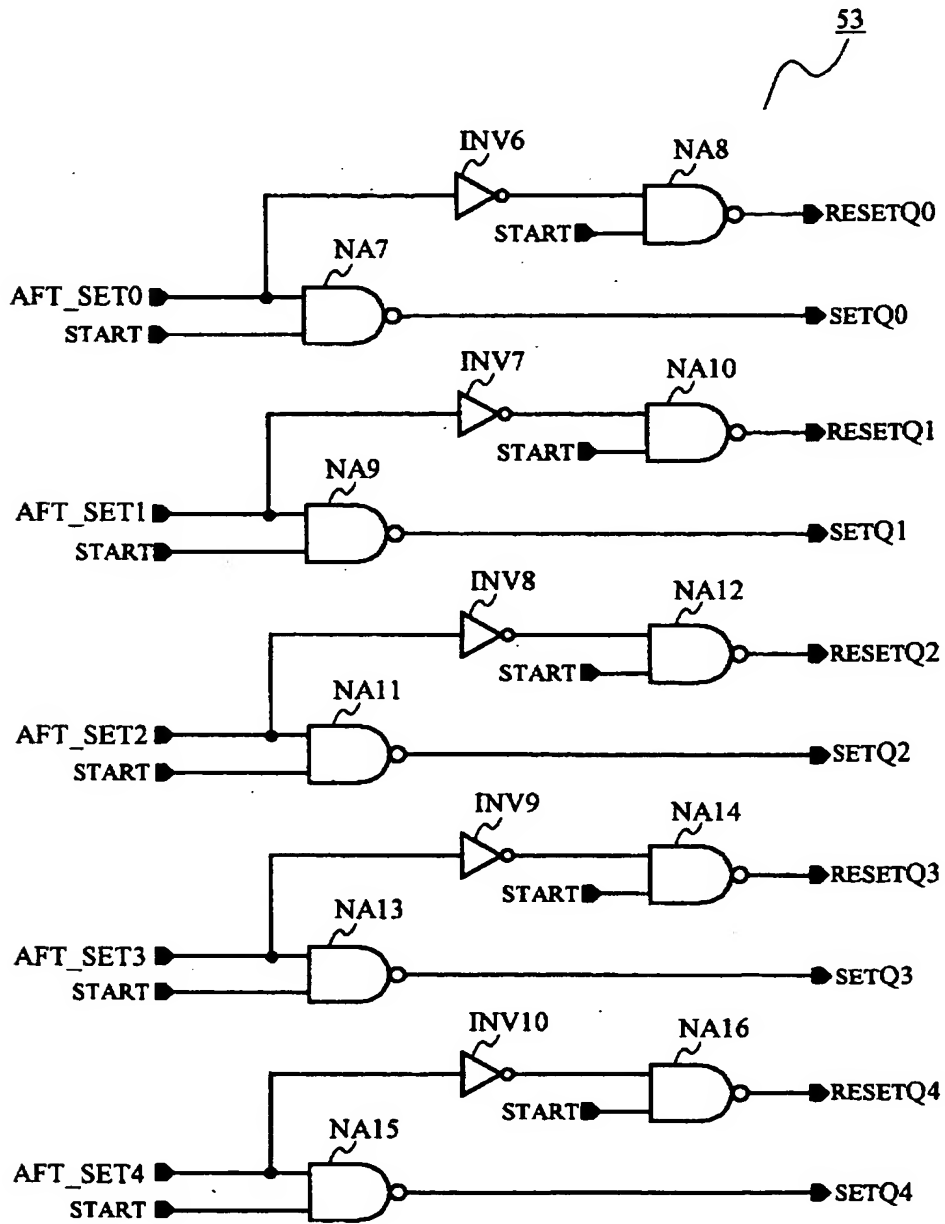 53
INV6
NA8
START
RESETQ0
NA7
AFT_SET0
START
SETQ0
INV7
NA10
START
RESETQ1
NA9
AFT_SET1
START
SETQ1
INV8
NA12
START
RESETQ2
NA11
AFT_SET2
START
SETQ2
INV9
NA14
START
RESETQ3
NA13
AFT_SET3
START
SETQ3
INV10
NA16
START
RESETQ4
NA15
AFT_SET4
START
SETQ4